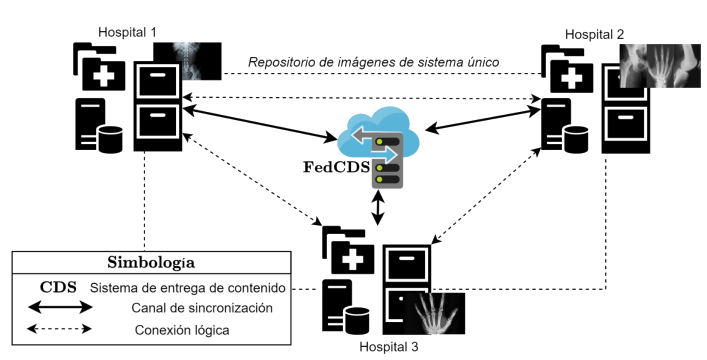 Hospital 1
Hospital 2
Repositorio de imágenes de sistema único
FedCDS
Simbología
CDS Sistema de entrega de contenido
Canal de sincronización
Conexión lógica
Hospital 3